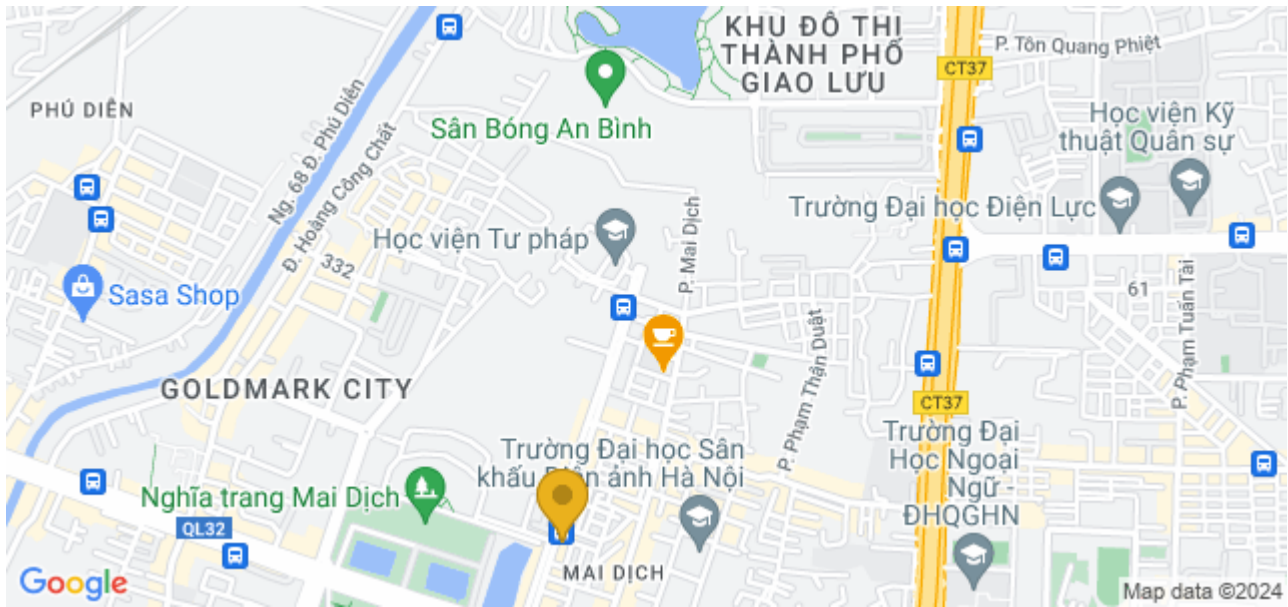 KHU ĐÔ THỊ
THÀNH PHỐ
GIAO LƯU
P. Tôn Quang Phiệt
CT37
PHÚ DIỄN
Ng. 68 Đ. Phú Diễn
Sân Bóng An Bình
Học viện Kỹ
thuật Quân sự
Đ. Hoàng Công Chất
Trường Đại học Điện Lực
P. Mai Dịch
Học viện Tư pháp
332
Sasa Shop
61
P. Phạm Tuấn Tài
P. Phạm Thận Duật
GOLDMARK CITY
CT37
Trường Đại học Sân
khấu Điện ảnh Hà Nội
Trường Đại
Học Ngoại
Ngữ -
ĐHQGHN
Nghĩa trang Mai Dịch
QL32
MAI DỊCH
Google
Map data ©2024